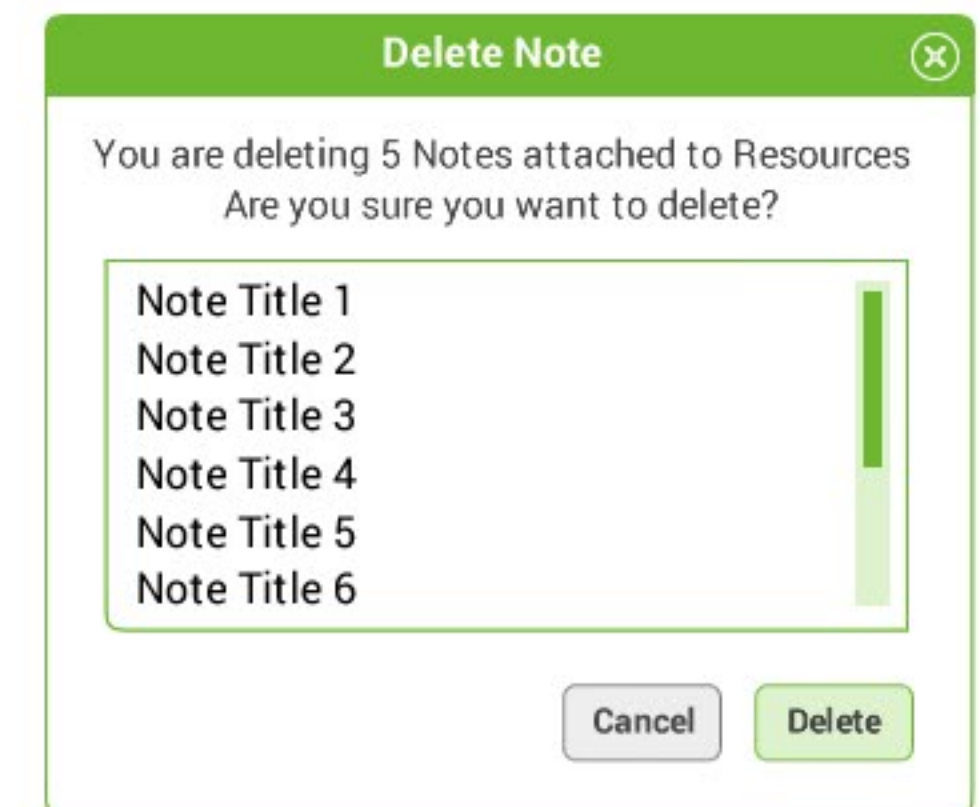 Delete Note
You are deleting 5 Notes attached to Resources
Are you sure you want to delete?
Note Title 1
Note Title 2
Note Title 3
Note Title 4
Note Title 5
Note Title 6
Cancel
Delete